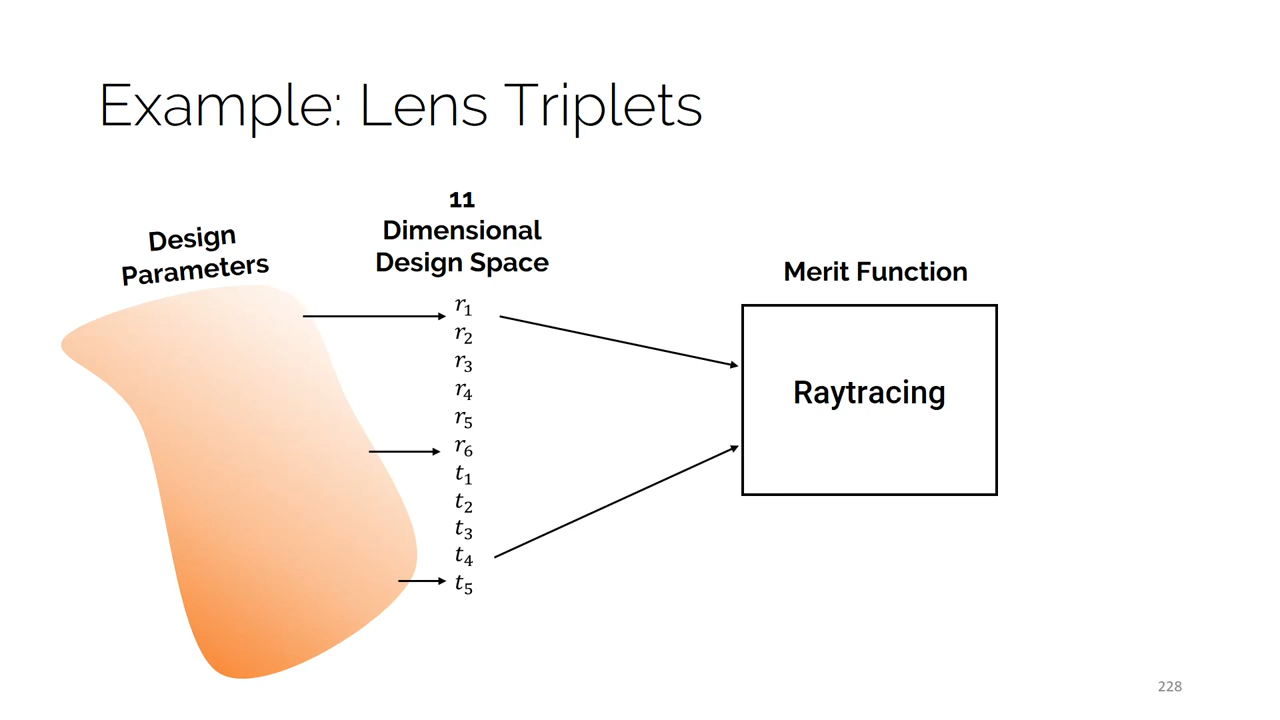 Example: Lens Triplets
Design
Parameters
11
Dimensional
Design Space
r₁
r₂
r₃
r₄
r₅
r₆
t₁
t₂
t₃
t₄
t₅
Merit Function
Raytracing
228